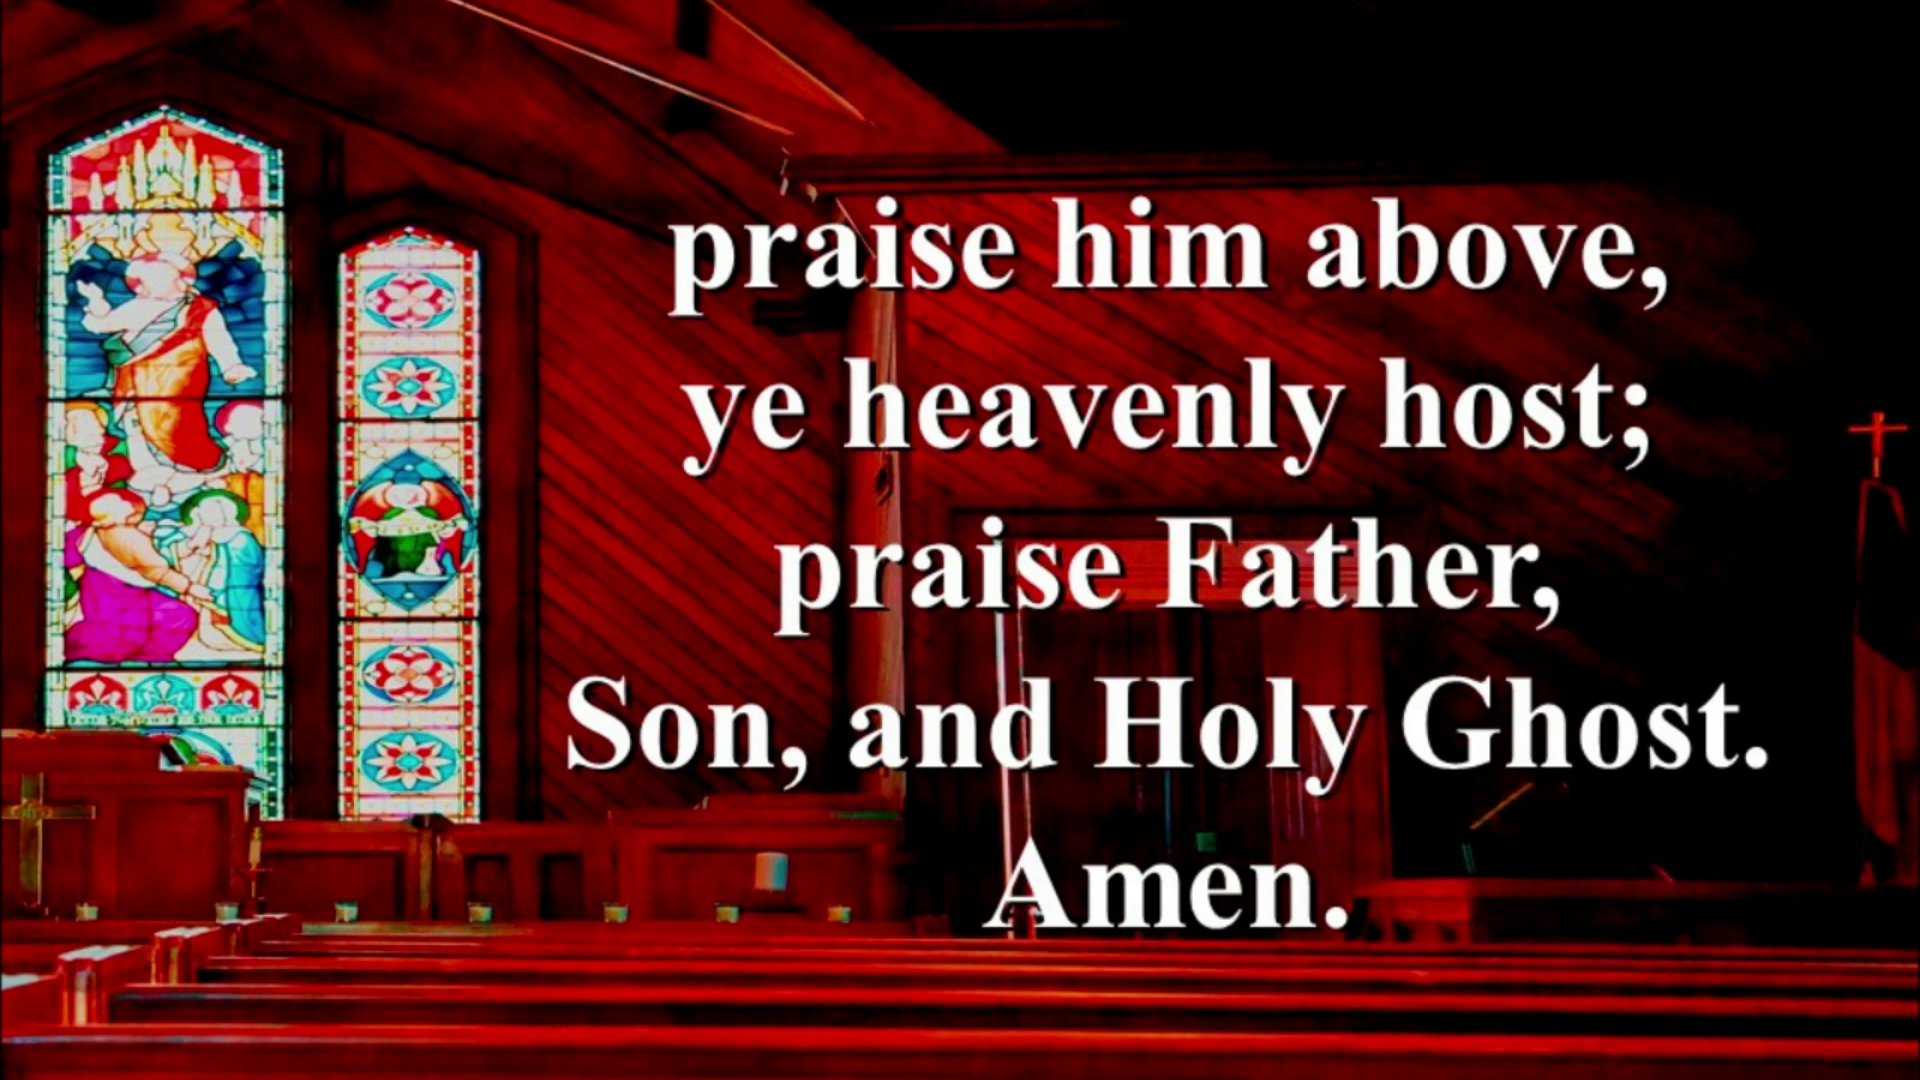 praise him above,
ye heavenly host;
praise Father,
Son, and Holy Ghost.
Amen.